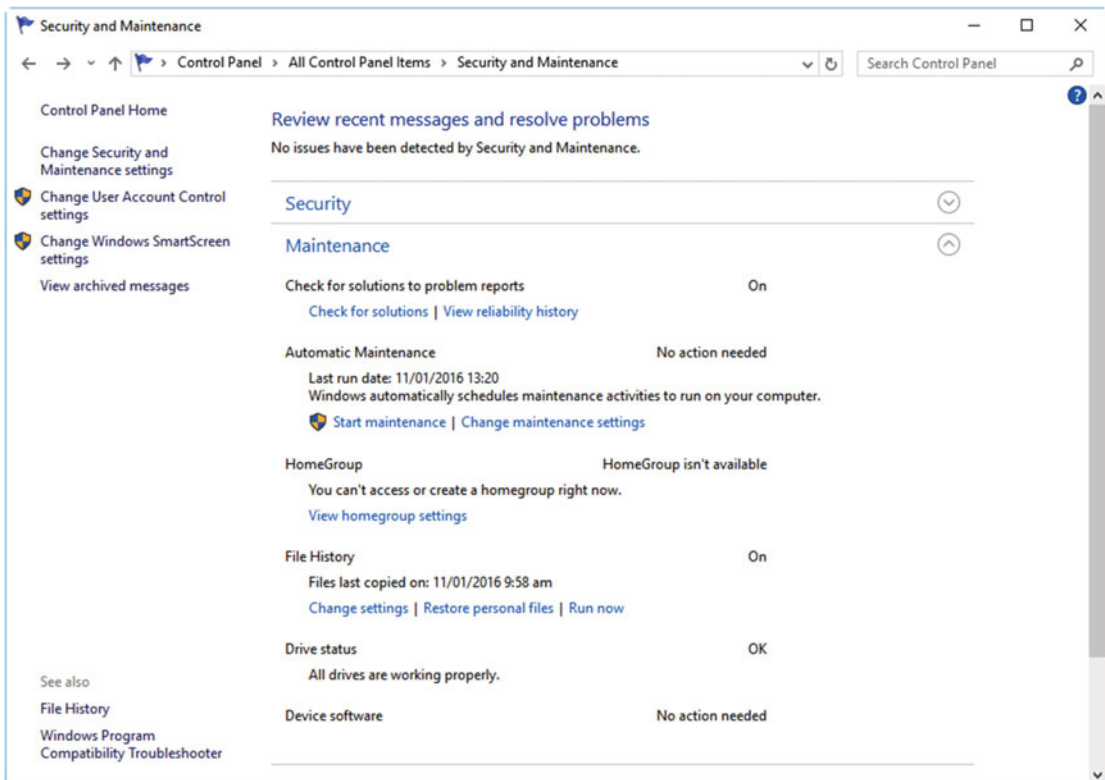 Security and Maintenance
Control Panel > All Control Panel Items > Security and Maintenance
Search Control Panel
Control Panel Home
Change Security and
Maintenance settings
Change User Account Control
settings
Change Windows SmartScreen
settings
View archived messages
See also
File History
Windows Program
Compatibility Troubleshooter
Review recent messages and resolve problems
No issues have been detected by Security and Maintenance.
Security
Maintenance
Check for solutions to problem reports On
Check for solutions | View reliability history
Automatic Maintenance No action needed
Last run date: 11/01/2016 13:20
Windows automatically schedules maintenance activities to run on your computer.
Start maintenance | Change maintenance settings
HomeGroup HomeGroup isn't available
You can't access or create a homegroup right now.
View homegroup settings
File History On
Files last copied on: 11/01/2016 9:58 am
Change settings | Restore personal files | Run now
Drive status OK
All drives are working properly.
Device software No action needed